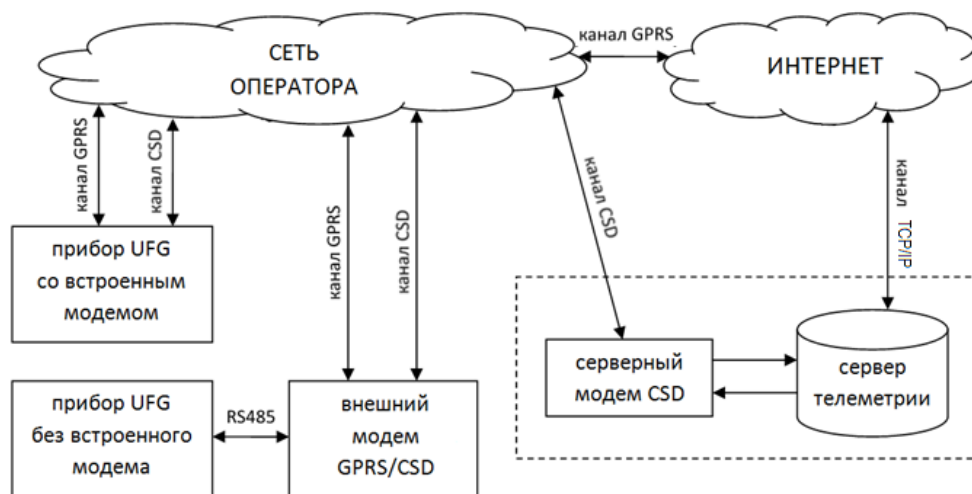 СЕТЬ
ОПЕРАТОРА
канал GPRS
ИНТЕРНЕТ
канал GPRS
канал CSD
канал GPRS
канал CSD
канал CSD
канал TCP/IP
прибор UFG
со встроенным
модемом
прибор UFG
без встроенного
модема
RS485
внешний
модем
GPRS/CSD
серверный
модем CSD
сервер
телеметрии